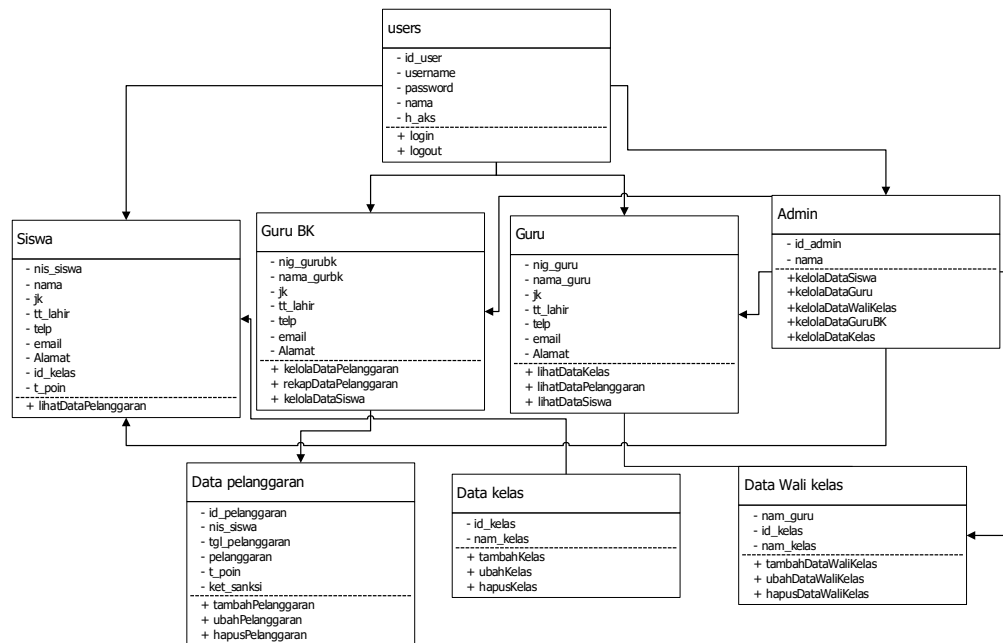 users
- id_user
- username
- password
- nama
- h_aks
+ login
+ logout
Siswa
- nis_siswa
- nama
- jk
- tt_lahir
- telp
- email
- Alamat
- id_kelas
- t_poin
+ lihatDataPelanggaran
Guru BK
- nig_gurubk
- nama_gurbk
- jk
- tt_lahir
- telp
- email
- Alamat
+ kelolaDataPelanggaran
+ rekapDataPelanggaran
+ kelolaDataSiswa
Guru
- nig_guru
- nama_guru
- jk
- tt_lahir
- telp
- email
- Alamat
+ lihatDataKelas
+ lihatDataPelanggaran
+ lihatDataSiswa
Admin
- id_admin
- nama
+kelolaDataSiswa
+kelolaDataGuru
+kelolaDataWaliKelas
+kelolaDataGuruBK
+kelolaDataKelas
Data pelanggaran
- id_pelanggaran
- nis_siswa
- tgl_pelanggaran
- pelanggaran
- t_poin
- ket_sanksi
+ tambahPelanggaran
+ ubahPelanggaran
+ hapusPelanggaran
Data kelas
- id_kelas
- nam_kelas
+ tambahKelas
+ ubahKelas
+ hapusKelas
Data Wali kelas
- nam_guru
- id_kelas
- nam_kelas
+ tambahDataWaliKelas
+ ubahDataWaliKelas
+ hapusDataWaliKelas